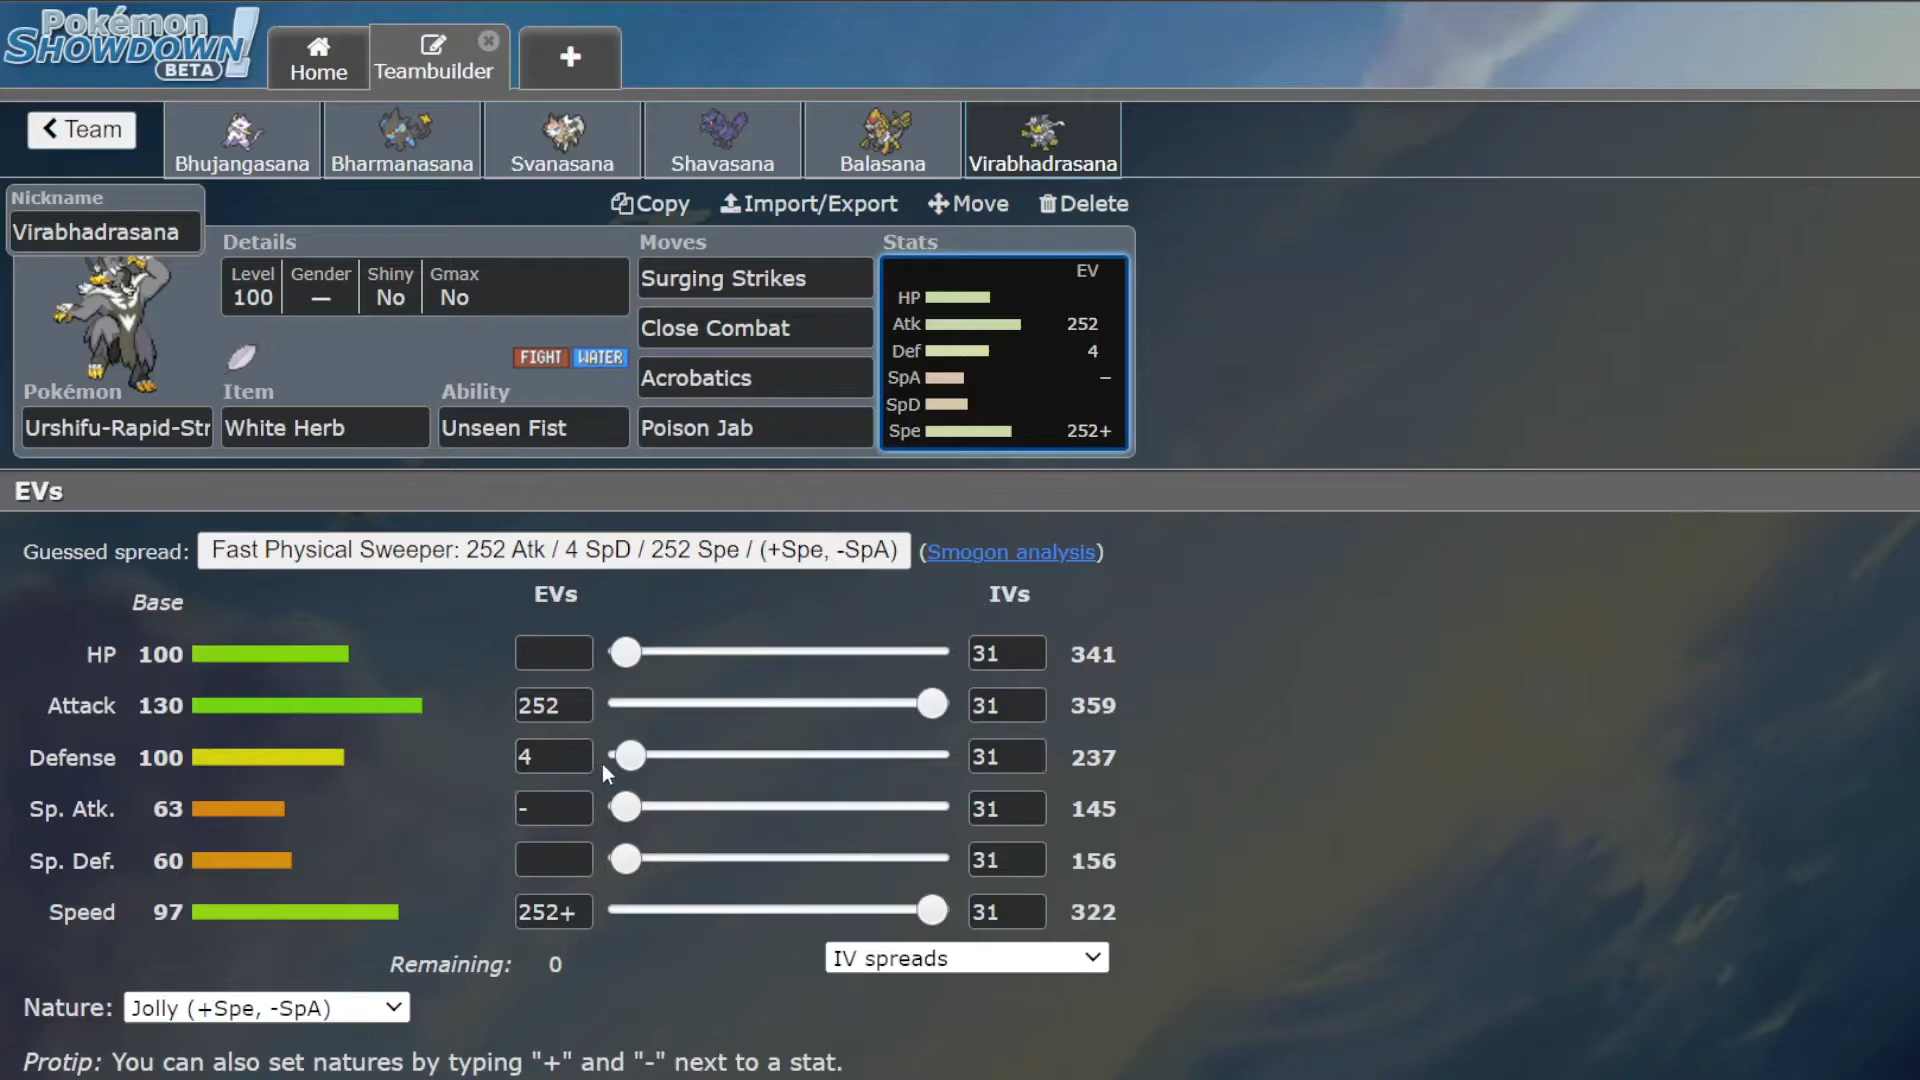 Pokémon
SHOWDOWN!
BETA
Home
Teambuilder
Team
Bhujangasana
Bharmanasana
Svanasana
Shavasana
Balasana
Virabhadrasana
Nickname
Virabhadrasana
Copy Import/Export Move Delete
Details
Level Gender Shiny Gmax
100 — No No
FIGHT WATER
Pokémon Item Ability
Urshifu-Rapid-Str White Herb Unseen Fist
Moves
Surging Strikes
Close Combat
Acrobatics
Poison Jab
Stats
EV
HP
Atk 252
Def 4
SpA –
SpD
Spe 252+
EVs
Guessed spread: Fast Physical Sweeper: 252 Atk / 4 SpD / 252 Spe / (+Spe, -SpA) (Smogon analysis)
Base EVs IVs
HP 100 31 341
Attack 130 252 31 359
Defense 100 4 31 237
Sp. Atk. 63 - 31 145
Sp. Def. 60 31 156
Speed 97 252+ 31 322
Remaining: 0 IV spreads
Nature: Jolly (+Spe, -SpA)
Protip: You can also set natures by typing "+" and "-" next to a stat.